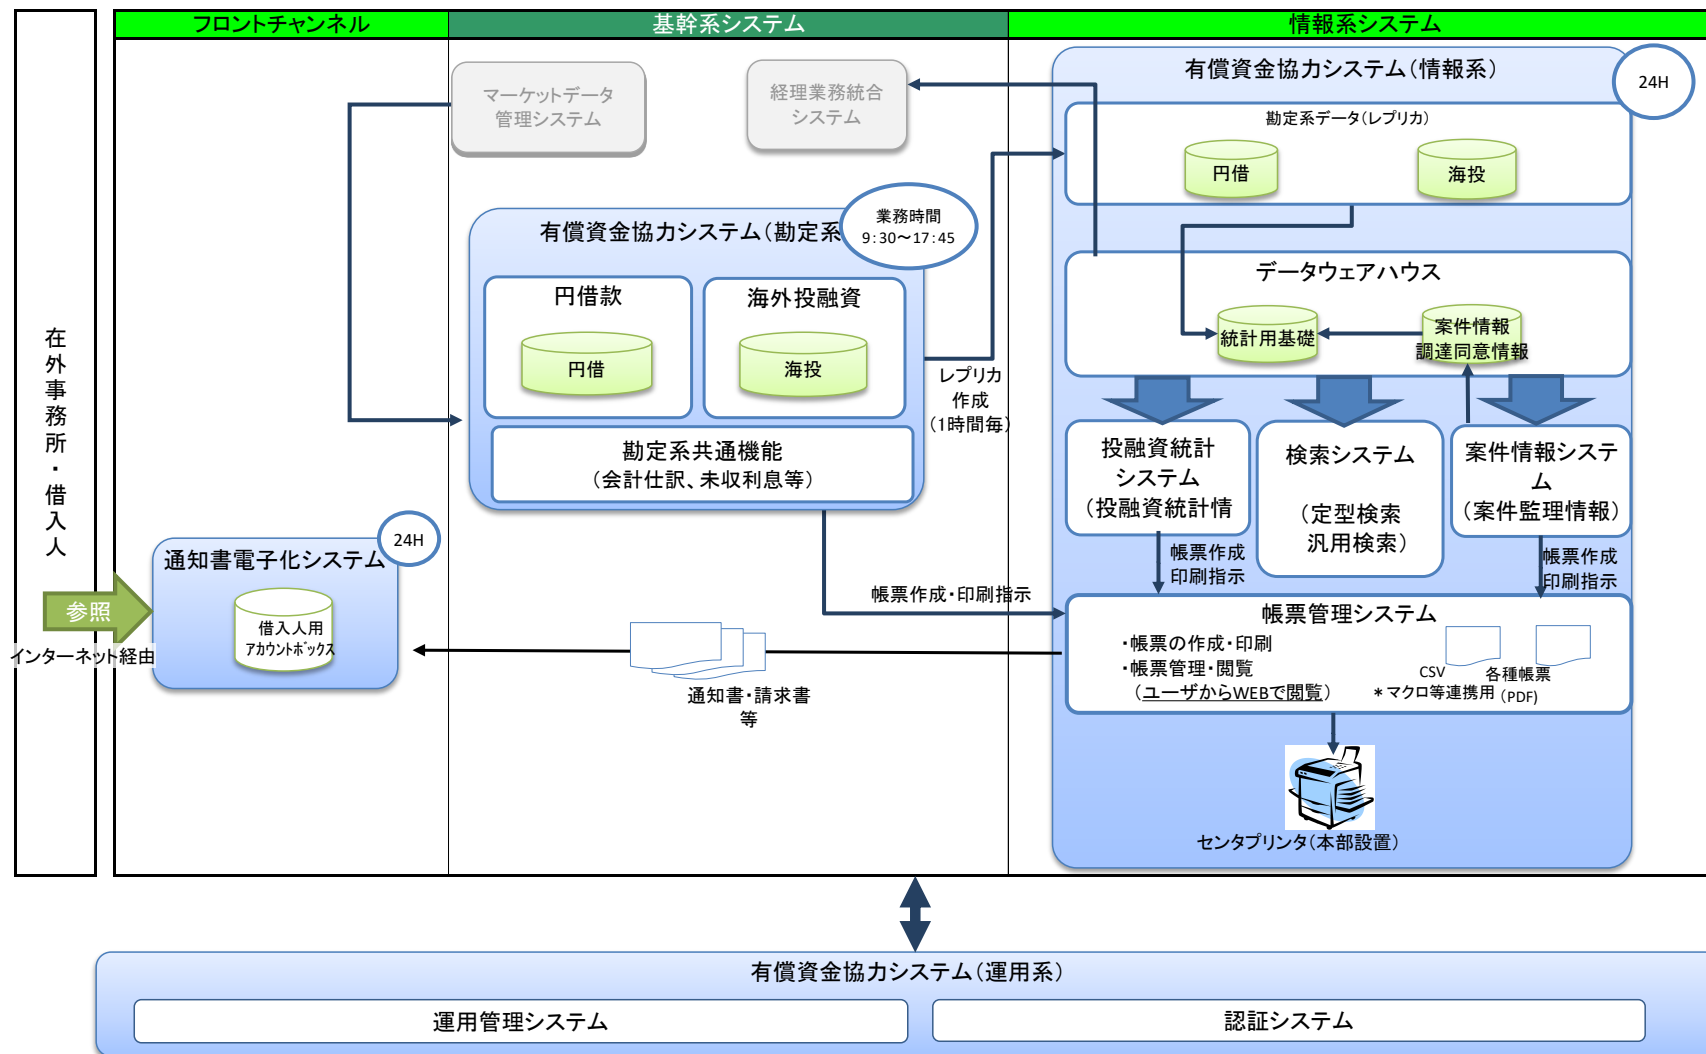 フロントチャンネル
基幹系システム
情報系システム
在外事務所・借入人
マーケットデータ
管理システム
経理業務統合
システム
有償資金協力システム(情報系)
24H
勘定系データ(レプリカ)
円借
海投
業務時間
9:30～17:45
有償資金協力システム(勘定系
円借款
円借
海外投融資
海投
勘定系共通機能
(会計仕訳、未収利息等)
レプリカ
作成
(1時間毎)
データウェアハウス
統計用基礎
案件情報
調達同意情報
投融資統計
システム
(投融資統計情
検索システム
(定型検索
汎用検索)
案件情報システ
ム
(案件監理情報)
帳票作成
印刷指示
帳票作成
印刷指示
24H
通知書電子化システム
借入人用
アカウントボックス
参照
インターネット経由
帳票作成・印刷指示
通知書・請求書
等
帳票管理システム
・帳票の作成・印刷
・帳票管理・閲覧
(ユーザからWEBで閲覧)
CSV
＊マクロ等連携用
各種帳票
(PDF)
センタプリンタ(本部設置)
有償資金協力システム(運用系)
運用管理システム
認証システム